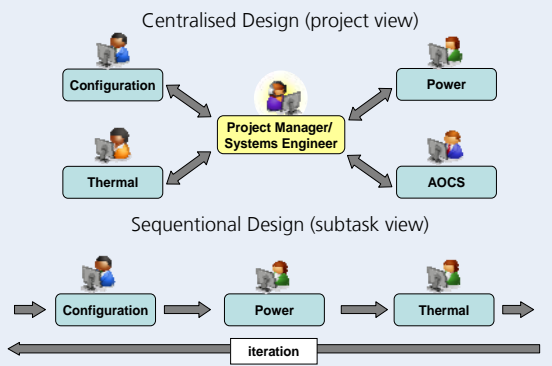 Centralised Design (project view)
Configuration
Power
Project Manager/
Systems Engineer
Thermal
AOCS
Sequentional Design (subtask view)
Configuration
Power
Thermal
iteration